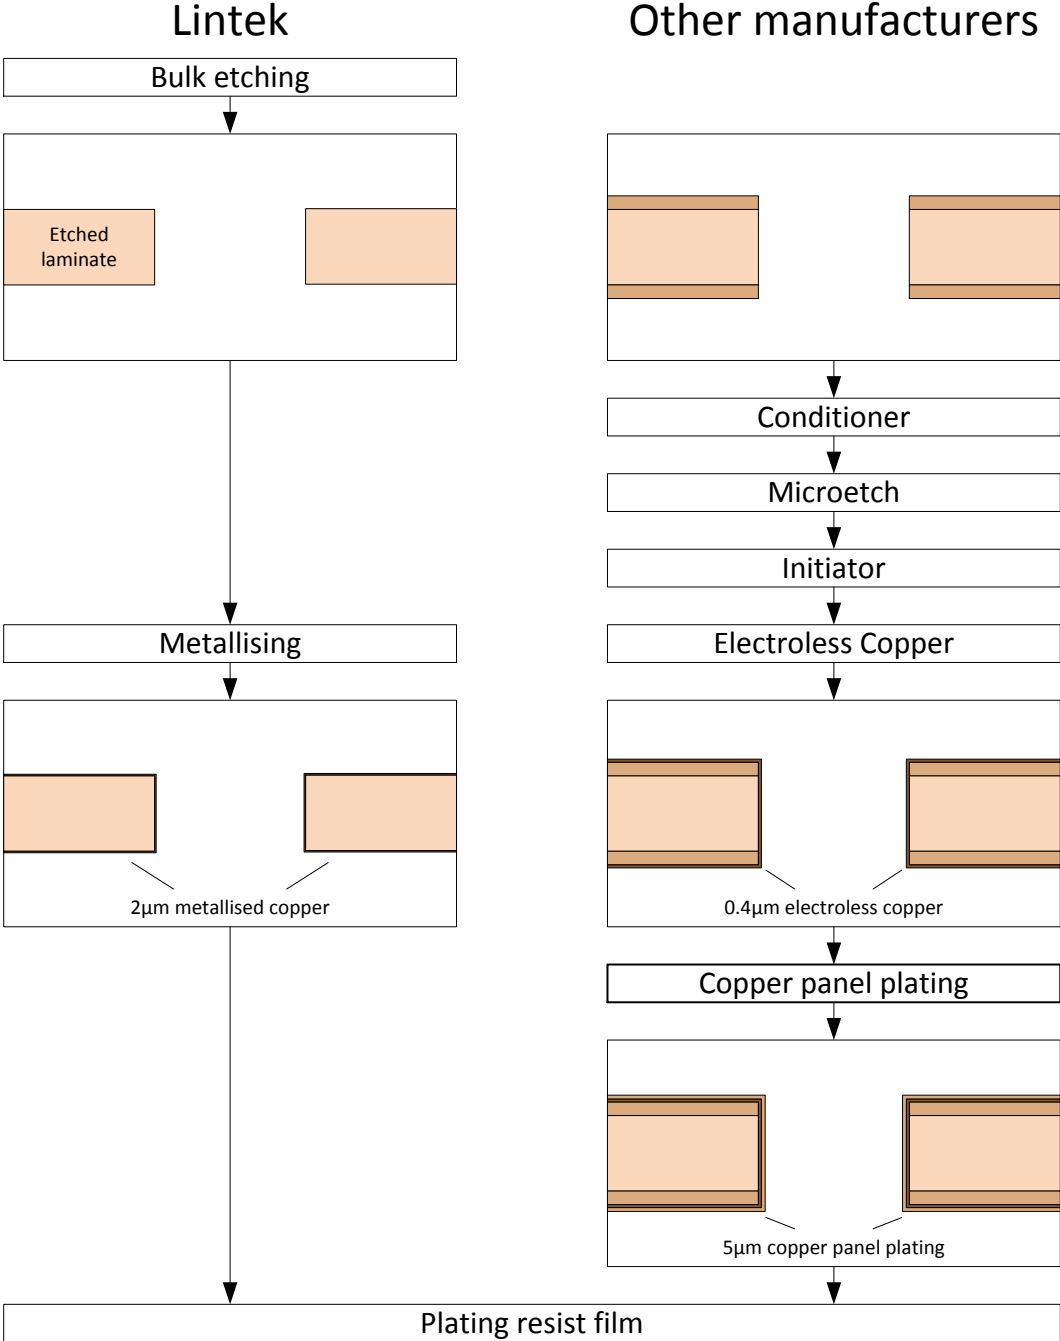 Lintek
Other manufacturers
Bulk etching
Etched
laminate
Conditioner
Microetch
Initiator
Metallising
Electroless Copper
2µm metallised copper
0.4µm electroless copper
Copper panel plating
5µm copper panel plating
Plating resist film